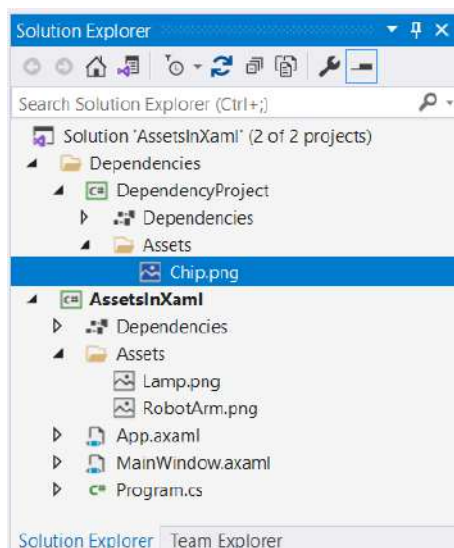 Solution Explorer
Search Solution Explorer (Ctrl+;)
Solution 'AssetsInXaml' (2 of 2 projects)
Dependencies
C# DependencyProject
Dependencies
Assets
Chip.png
C# AssetsInXaml
Dependencies
Assets
Lamp.png
RobotArm.png
App.axaml
MainWindow.axaml
C# Program.cs
Solution Explorer Team Explorer